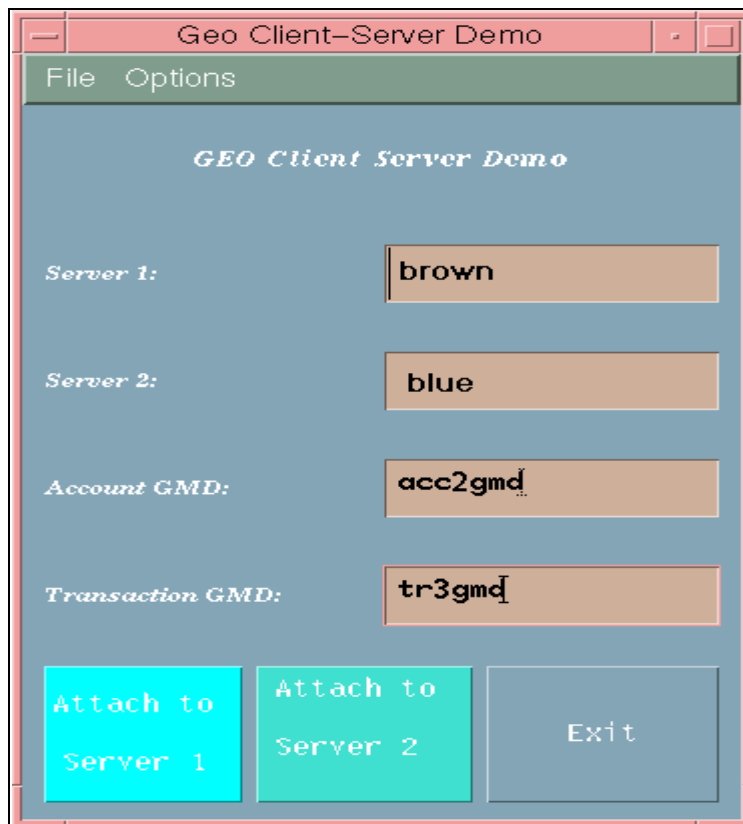 Geo Client–Server Demo
File Options
GEO Client Server Demo
Server 1: brown
Server 2: blue
Account GMD: acc2gmd
Transaction GMD: tr3gmd
Attach to
Server 1
Attach to
Server 2
Exit